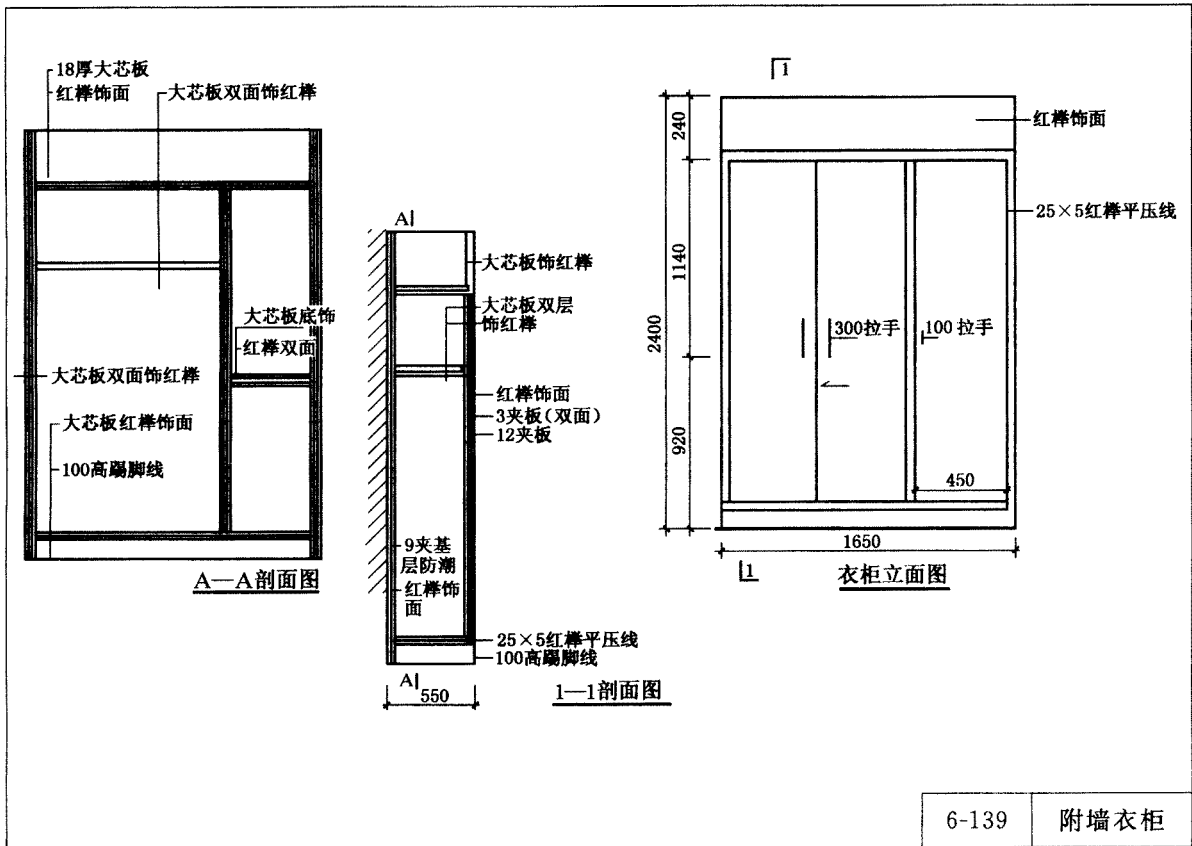 18厚大芯板
红榉饰面
大芯板双面饰红榉
大芯板底饰
红榉双面
大芯板双面饰红榉
大芯板红榉饰面
100高踢脚线
A—A剖面图
A
大芯板饰红榉
大芯板双层
饰红榉
红榉饰面
3夹板(双面)
12夹板
9夹基
层防潮
红榉饰
面
25×5红榉平压线
100高踢脚线
A
550
1—1剖面图
1
红榉饰面
25×5红榉平压线
240
1140
2400
920
300拉手
100拉手
450
1650
1
衣柜立面图
6-139
附墙衣柜